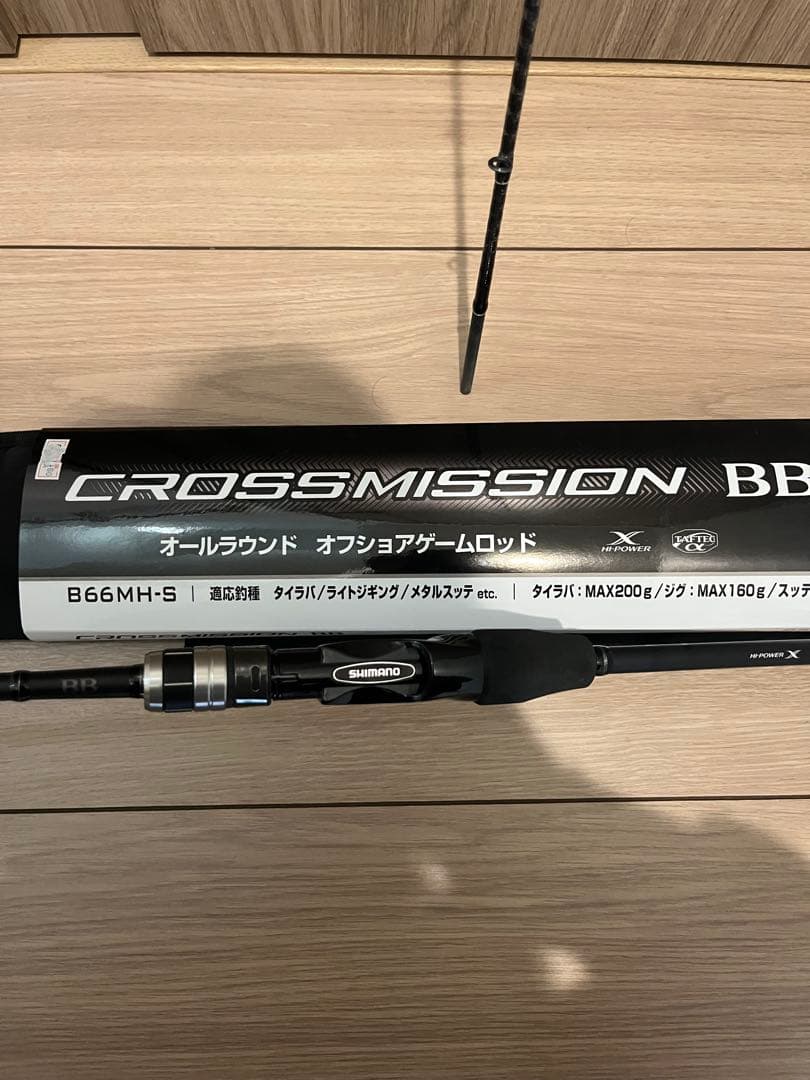 CROSSMISSION BB
オールラウンド オフショアゲームロッド X HI-POWER TAFTEC α
B66MH-S | 適応釣種 タイラバ/ライトジギング/メタルスッテ etc. | タイラバ:MAX200g/ジグ:MAX160g/スッテ
CROSSMISSION BB
BB SHIMANO HI-POWER X